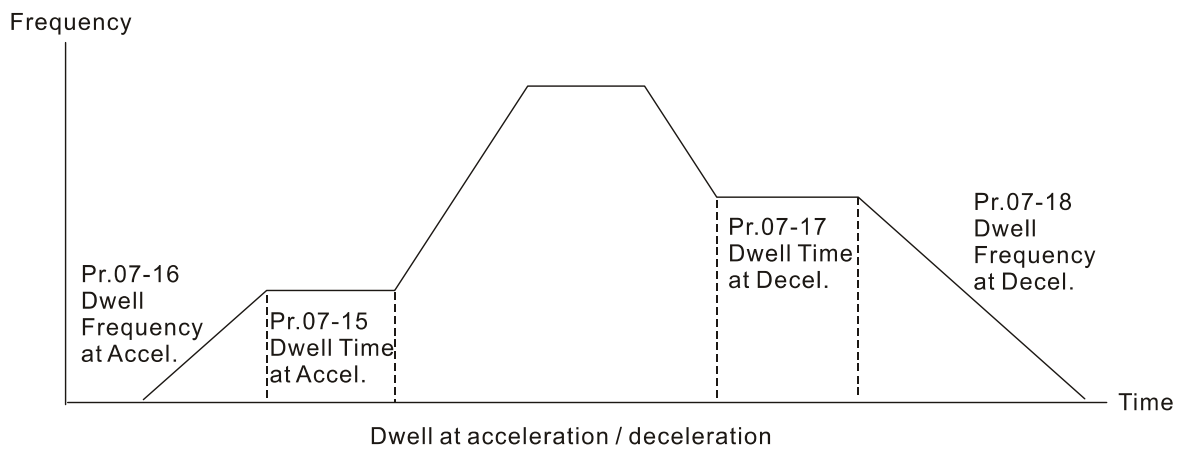 Frequency
Pr.07-16
Dwell
Frequency
at Accel.
Pr.07-15
Dwell Time
at Accel.
Pr.07-17
Dwell Time
at Decel.
Pr.07-18
Dwell
Frequency
at Decel.
Time
Dwell at acceleration / deceleration